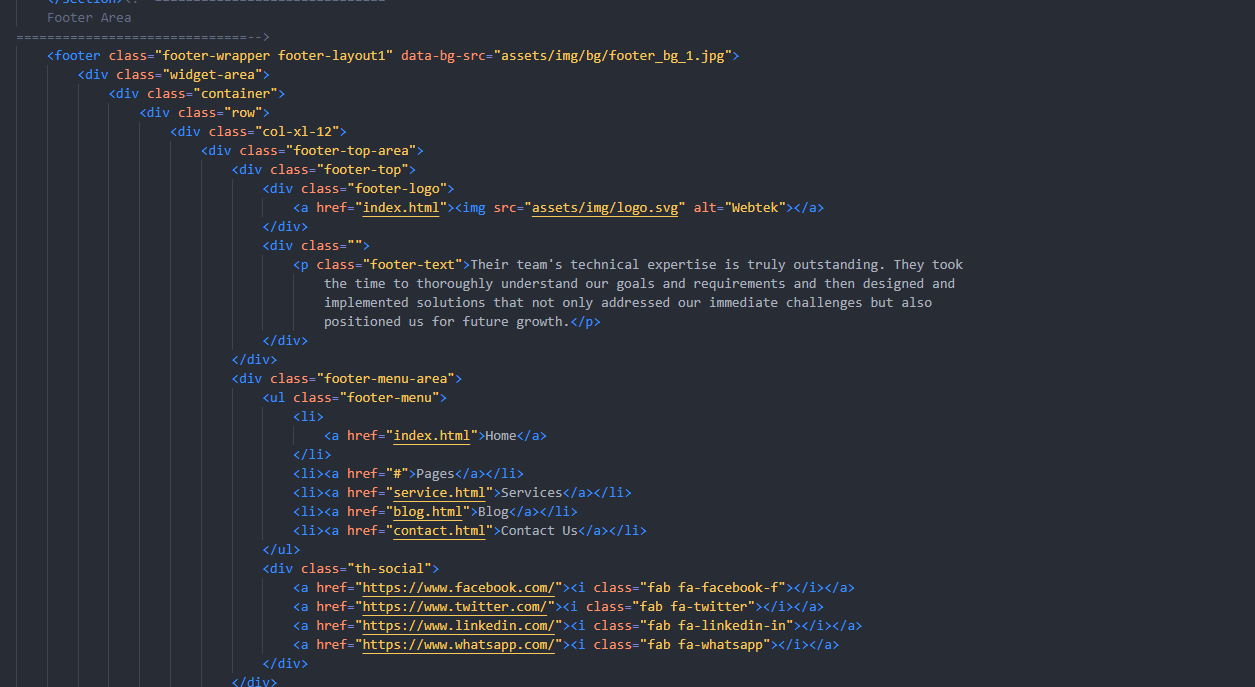 </section><!--==============================
Footer Area
==============================-->
<footer class="footer-wrapper footer-layout1" data-bg-src="assets/img/bg/footer_bg_1.jpg">
<div class="widget-area">
<div class="container">
<div class="row">
<div class="col-xl-12">
<div class="footer-top-area">
<div class="footer-top">
<div class="footer-logo">
<a href="index.html"><img src="assets/img/logo.svg" alt="Webtek"></a>
</div>
<div class="">
<p class="footer-text">Their team's technical expertise is truly outstanding. They took
the time to thoroughly understand our goals and requirements and then designed and
implemented solutions that not only addressed our immediate challenges but also
positioned us for future growth.</p>
</div>
</div>
<div class="footer-menu-area">
<ul class="footer-menu">
<li>
<a href="index.html">Home</a>
</li>
<li><a href="#">Pages</a></li>
<li><a href="service.html">Services</a></li>
<li><a href="blog.html">Blog</a></li>
<li><a href="contact.html">Contact Us</a></li>
</ul>
<div class="th-social">
<a href="https://www.facebook.com/"><i class="fab fa-facebook-f"></i></a>
<a href="https://www.twitter.com/"><i class="fab fa-twitter"></i></a>
<a href="https://www.linkedin.com/"><i class="fab fa-linkedin-in"></i></a>
<a href="https://www.whatsapp.com/"><i class="fab fa-whatsapp"></i></a>
</div>
</div>